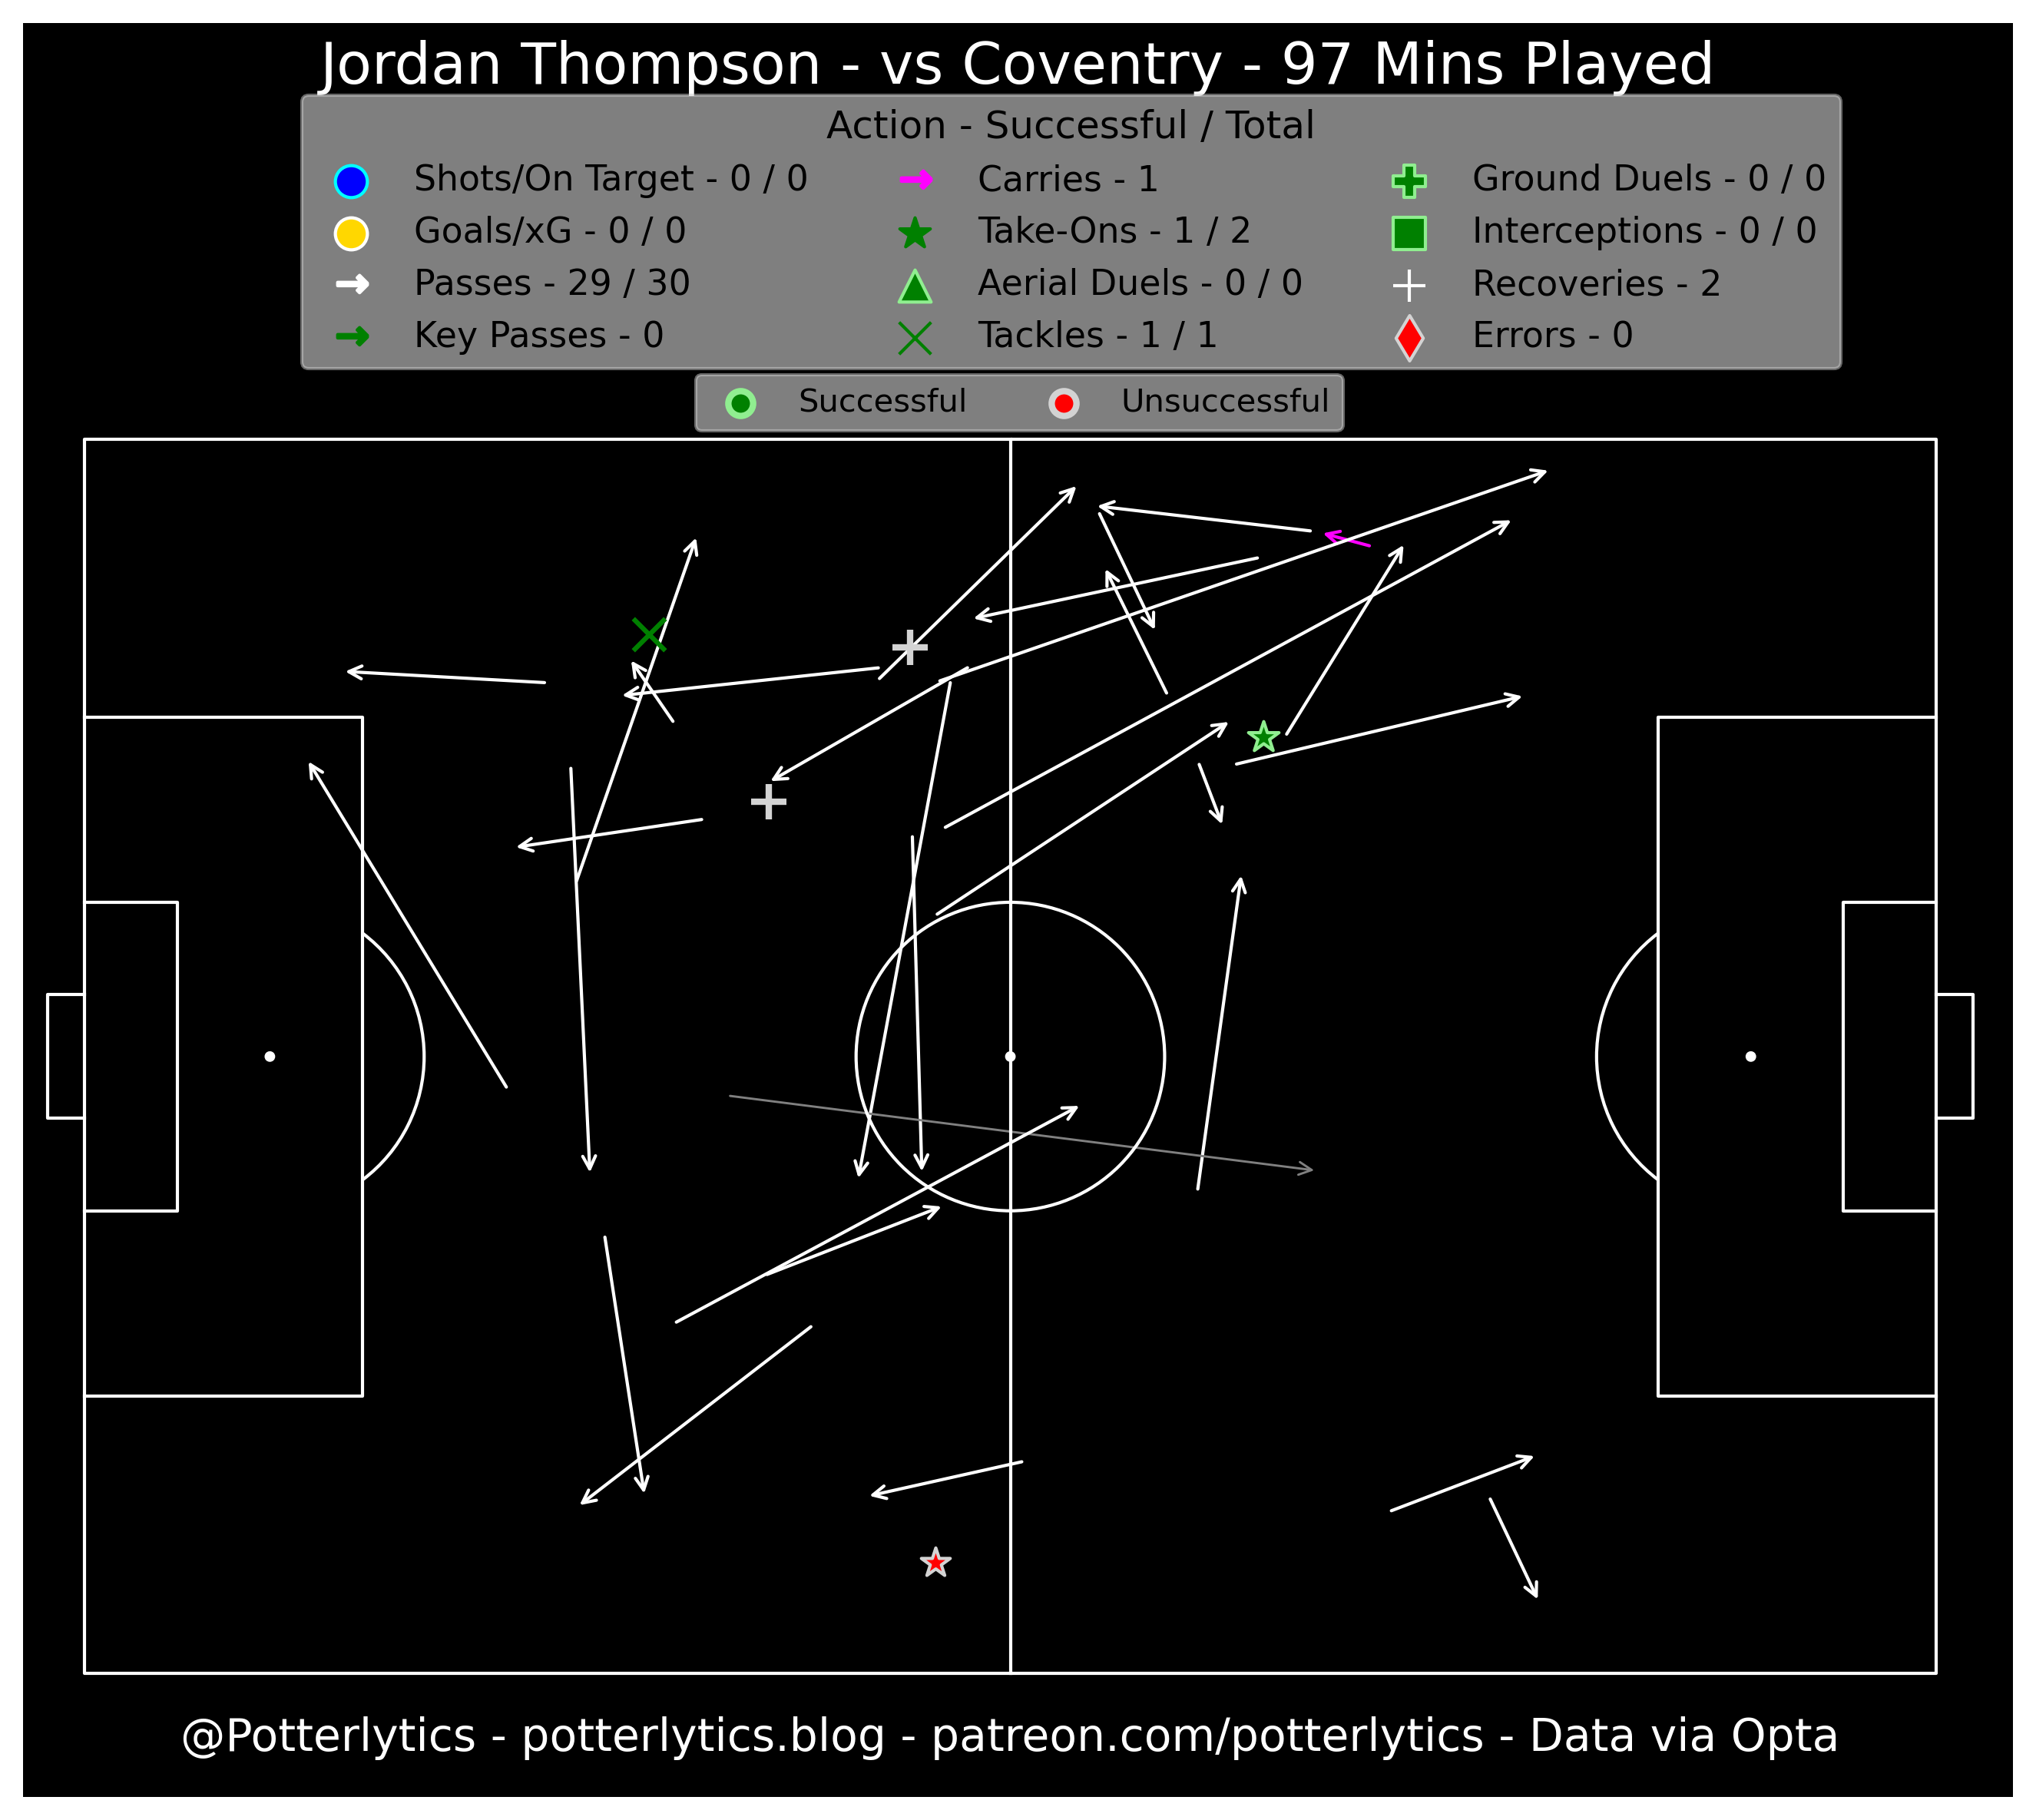 Jordan Thompson - vs Coventry - 97 Mins Played
Action - Successful / Total
Shots/On Target - 0 / 0
Goals/xG - 0 / 0
Passes - 29 / 30
Key Passes - 0
Carries - 1
Take-Ons - 1 / 2
Aerial Duels - 0 / 0
Tackles - 1 / 1
Ground Duels - 0 / 0
Interceptions - 0 / 0
Recoveries - 2
Errors - 0
Successful
Unsuccessful
@Potterlytics - potterlytics.blog - patreon.com/potterlytics - Data via Opta